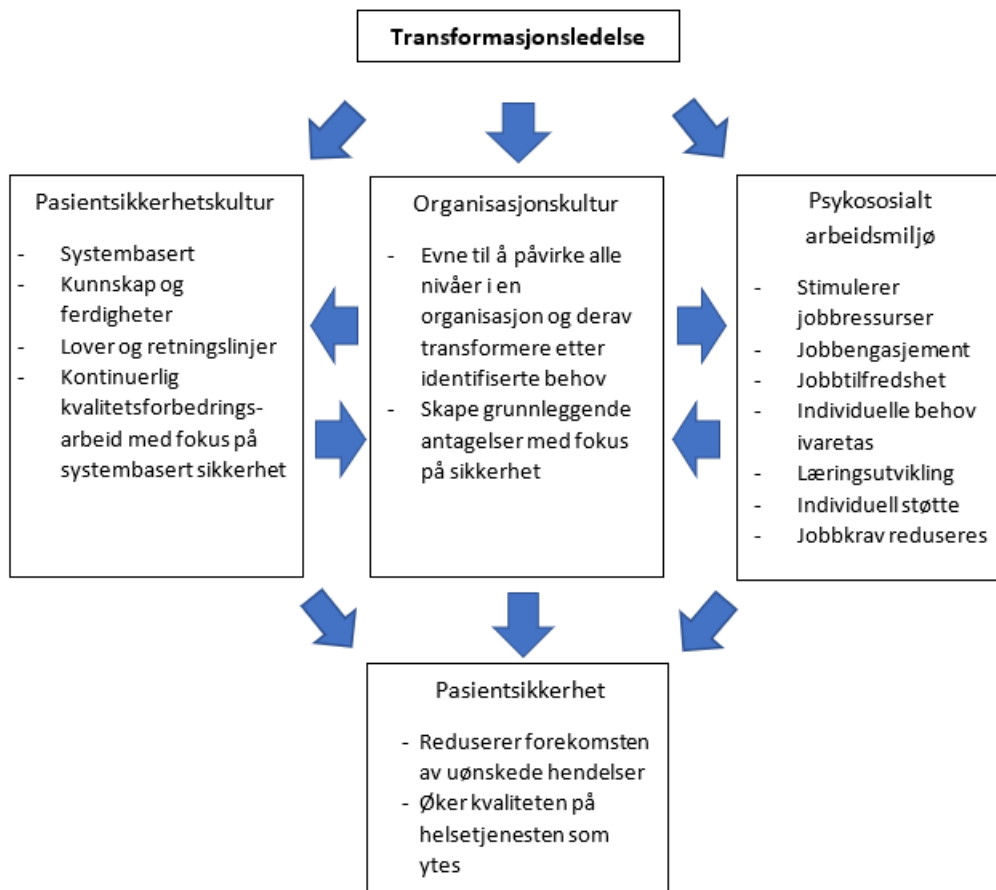 Transformasjonsledelse
Pasientsikkerhetskultur
- Systembasert
- Kunnskap og
ferdigheter
- Lover og retningslinjer
- Kontinuerlig
kvalitetsforbedrings-
arbeid med fokus på
systembasert sikkerhet
Organisasjonskultur
- Evne til å påvirke alle
nivåer i en
organisasjon og derav
transformere etter
identifiserte behov
- Skape grunnleggende
antagelser med fokus
på sikkerhet
Psykososialt
arbeidsmiljø
- Stimulerer
jobbressurser
- Jobbengasjement
- Jobbtilfredshet
- Individuelle behov
ivaretas
- Læringsutvikling
- Individuell støtte
- Jobbkrav reduseres
Pasientsikkerhet
- Reduserer forekomsten
av uønskede hendelser
- Øker kvaliteten på
helsetjenesten som
ytes